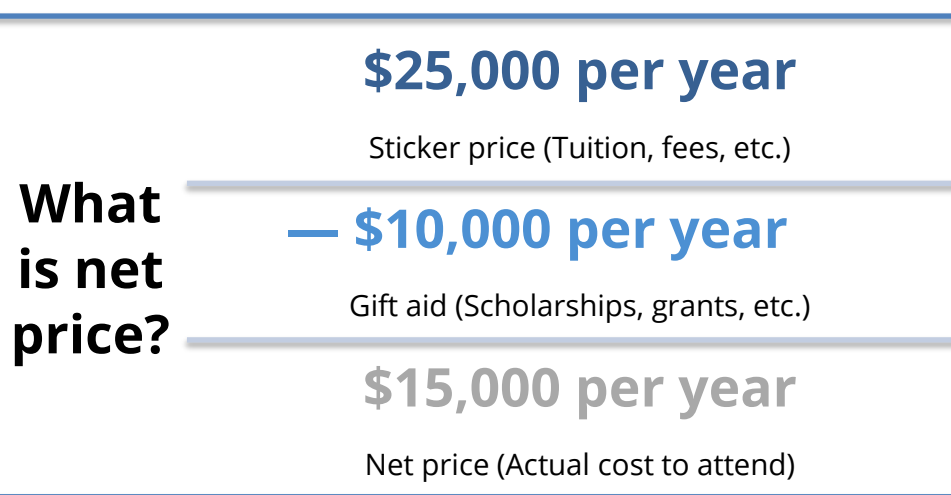 What
is net
price?
$25,000 per year
Sticker price (Tuition, fees, etc.)
— $10,000 per year
Gift aid (Scholarships, grants, etc.)
$15,000 per year
Net price (Actual cost to attend)